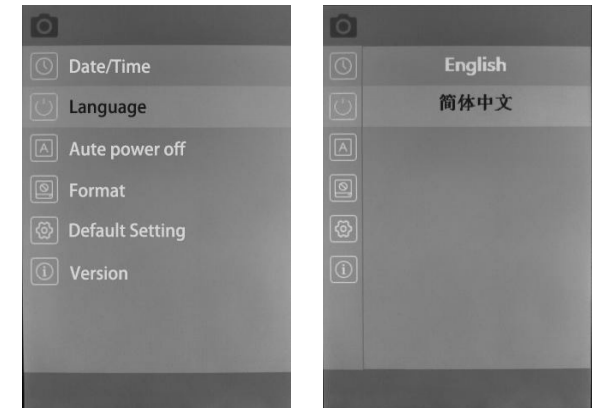 Date/Time
Language
Aute power off
Format
Default Setting
Version
English
简体中文